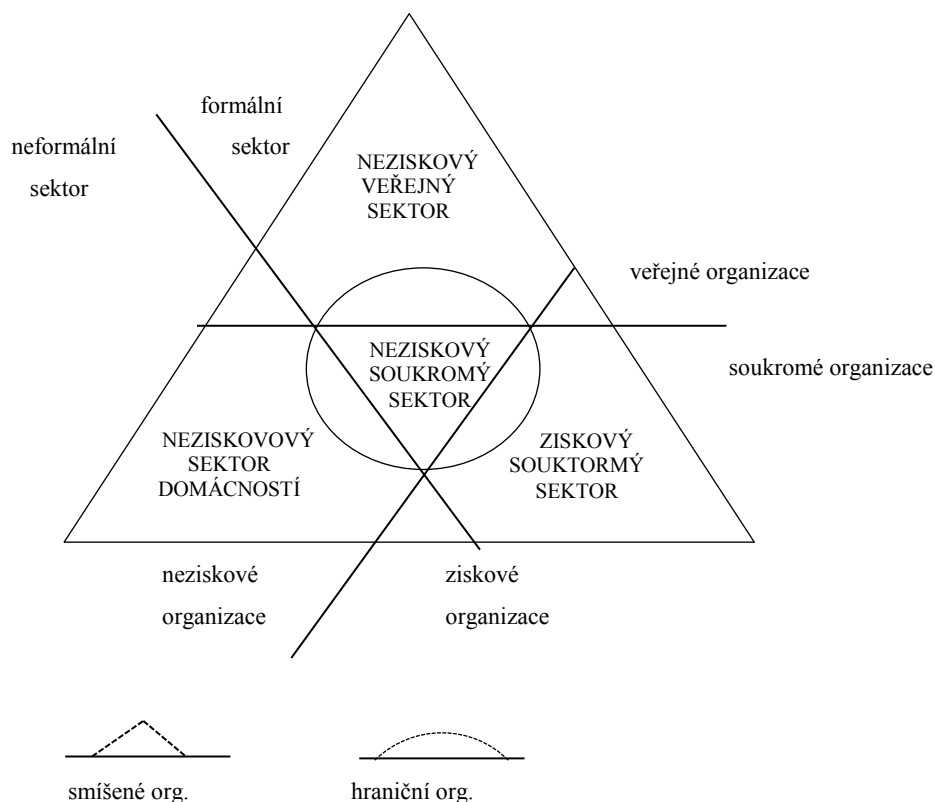 formální
sektor
neformální
sektor
NEZISKOVÝ
VEŘEJNÝ
SEKTOR
veřejné organizace
soukromé organizace
NEZISKOVÝ
SOUKROMÝ
SEKTOR
NEZISKOVOVÝ
SEKTOR
DOMÁCNOSTÍ
ZISKOVÝ
SOUKTORMÝ
SEKTOR
neziskové
organizace
ziskové
organizace
smíšené org.
hraniční org.